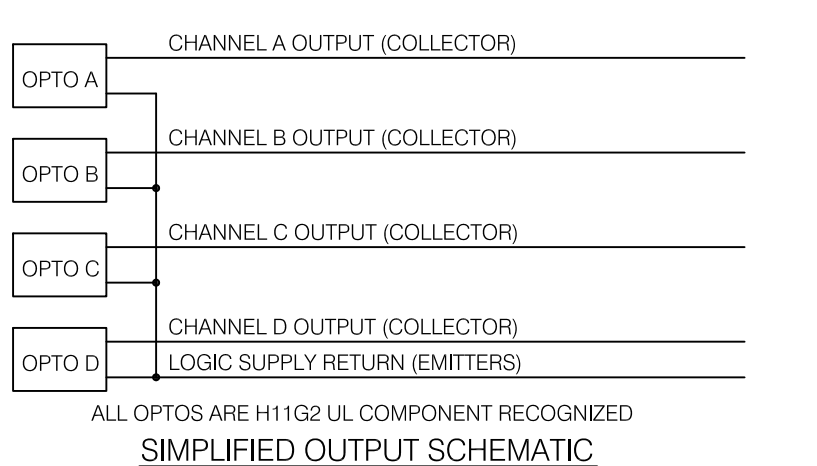 CHANNEL A OUTPUT (COLLECTOR)
OPTO A
CHANNEL B OUTPUT (COLLECTOR)
OPTO B
CHANNEL C OUTPUT (COLLECTOR)
OPTO C
CHANNEL D OUTPUT (COLLECTOR)
OPTO D
LOGIC SUPPLY RETURN (EMITTERS)
ALL OPTOS ARE H11G2 UL COMPONENT RECOGNIZED
SIMPLIFIED OUTPUT SCHEMATIC